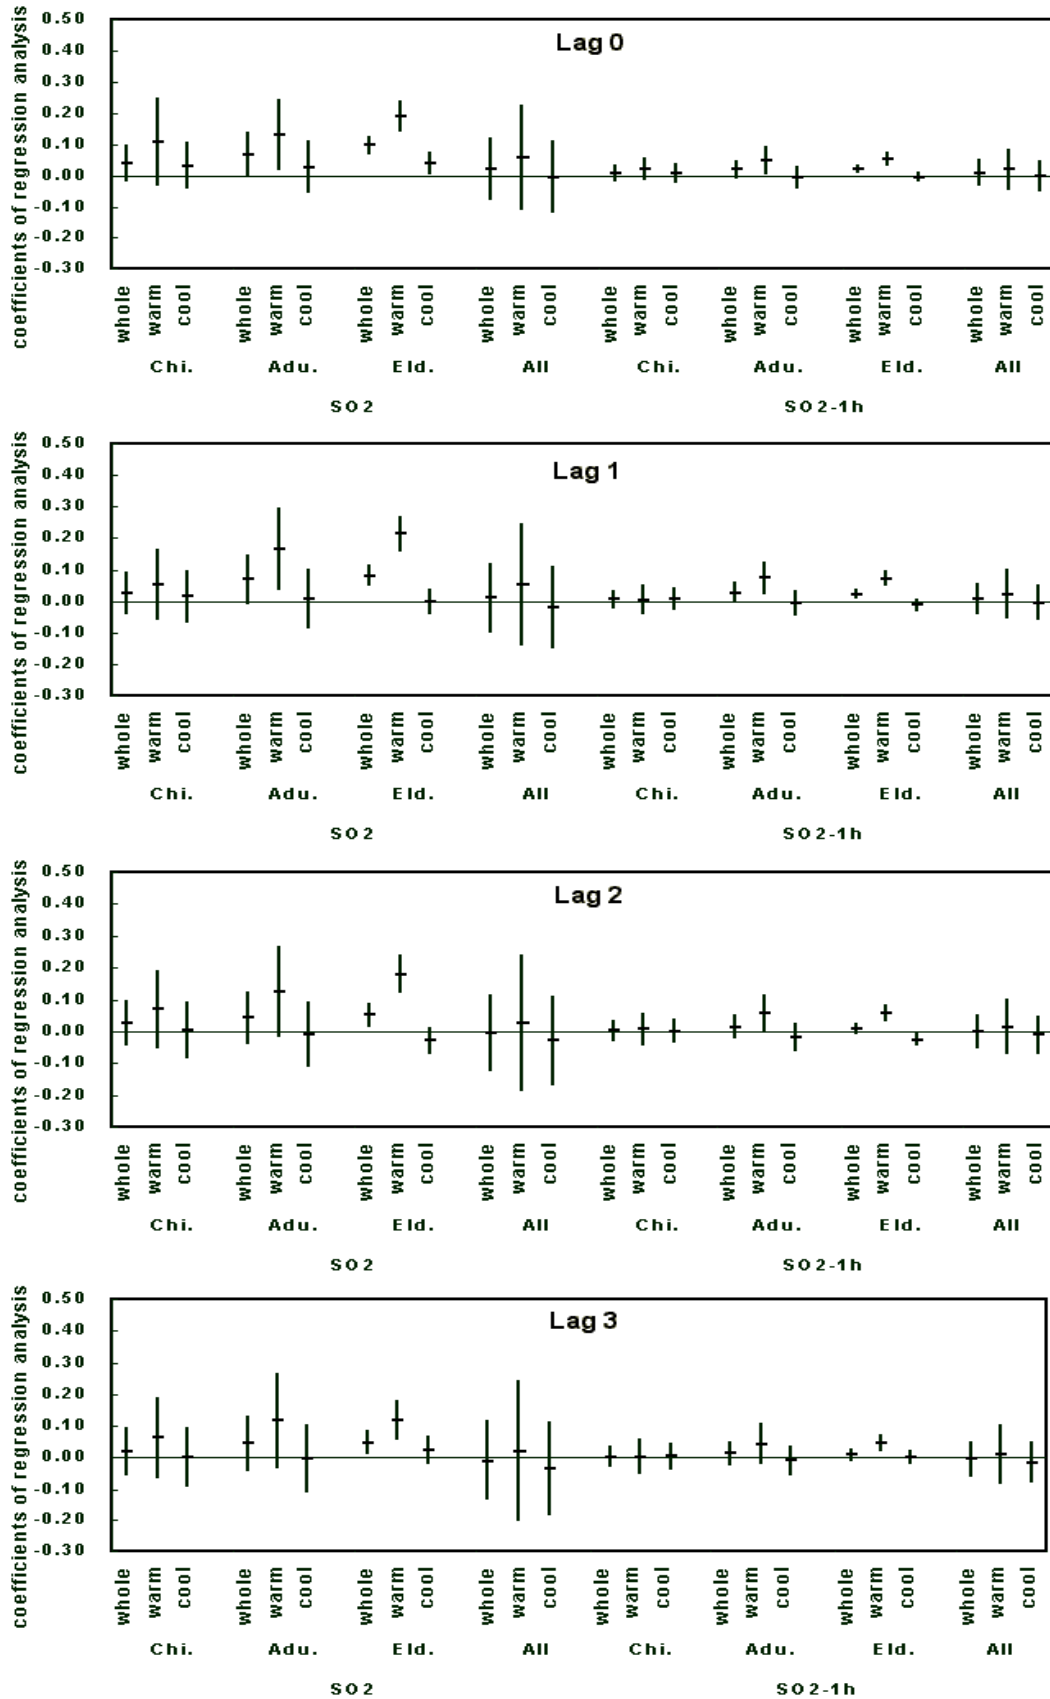 coefficients of regression analysis
Lag 0
0.50
0.40
0.30
0.20
0.10
0.00
-0.10
-0.20
-0.30
whole warm cool whole warm cool whole warm cool whole warm cool whole warm cool whole warm cool whole warm cool whole warm cool
Chi. Adu. Eld. All Chi. Adu. Eld. All
SO2 SO2-1h
coefficients of regression analysis
Lag 1
0.50
0.40
0.30
0.20
0.10
0.00
-0.10
-0.20
-0.30
whole warm cool whole warm cool whole warm cool whole warm cool whole warm cool whole warm cool whole warm cool whole warm cool
Chi. Adu. Eld. All Chi. Adu. Eld. All
SO2 SO2-1h
coefficients of regression analysis
Lag 2
0.50
0.40
0.30
0.20
0.10
0.00
-0.10
-0.20
-0.30
whole warm cool whole warm cool whole warm cool whole warm cool whole warm cool whole warm cool whole warm cool whole warm cool
Chi. Adu. Eld. All Chi. Adu. Eld. All
SO2 SO2-1h
coefficients of regression analysis
Lag 3
0.50
0.40
0.30
0.20
0.10
0.00
-0.10
-0.20
-0.30
whole warm cool whole warm cool whole warm cool whole warm cool whole warm cool whole warm cool whole warm cool whole warm cool
Chi. Adu. Eld. All Chi. Adu. Eld. All
SO2 SO2-1h